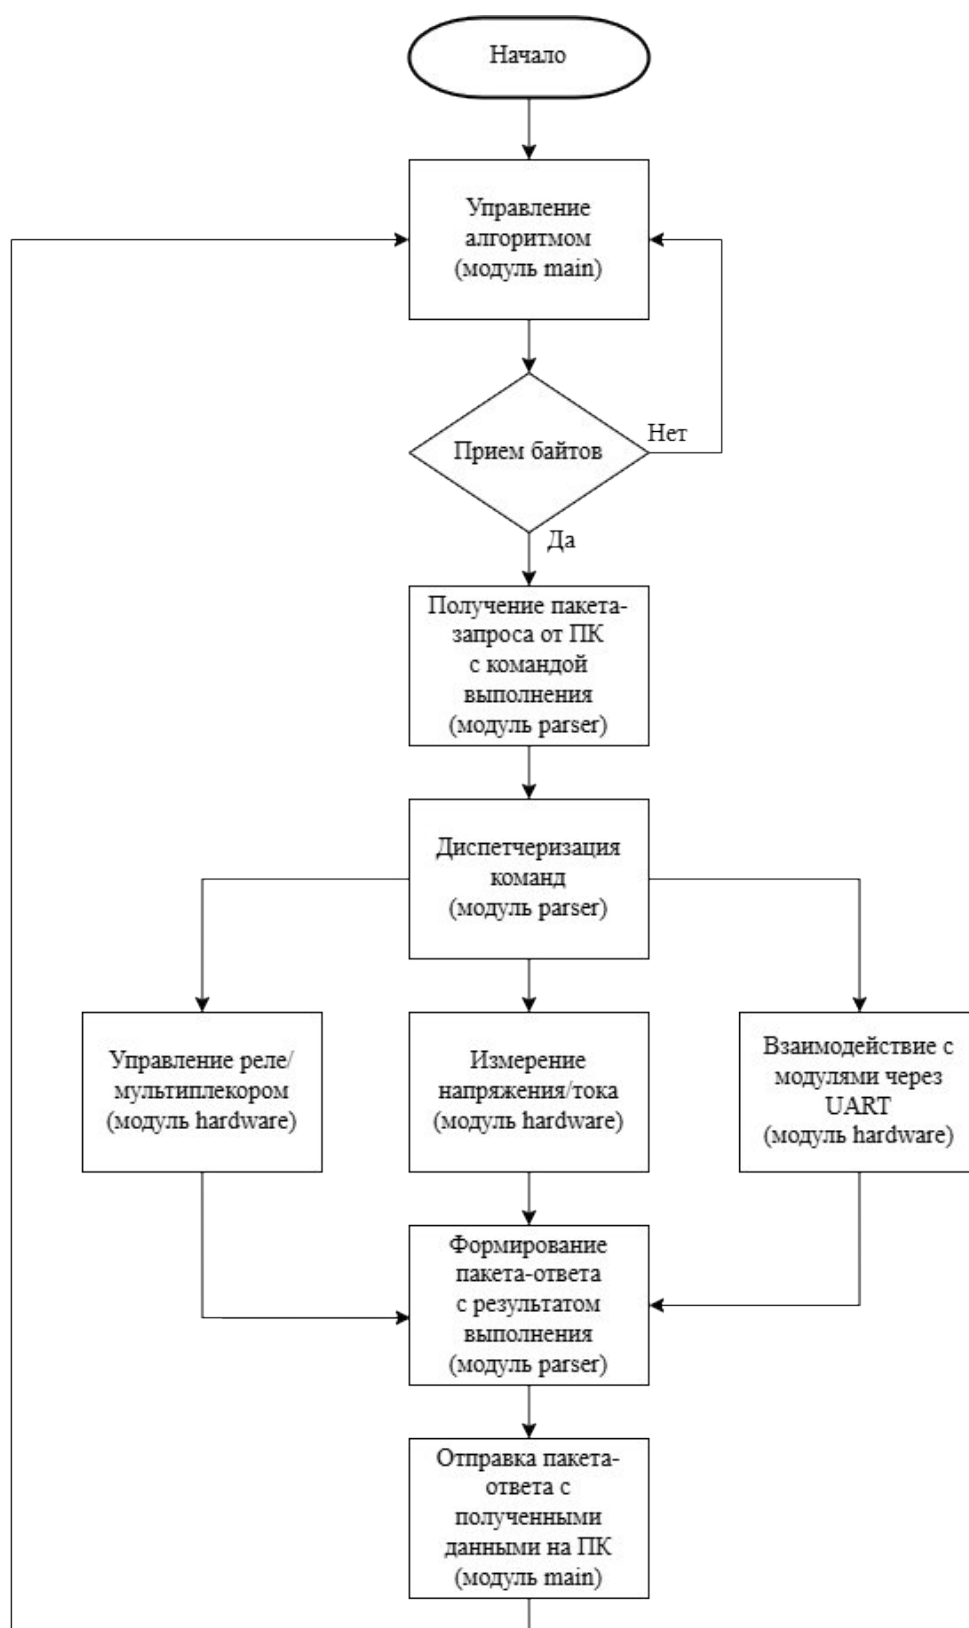 Начало
Управление
алгоритмом
(модуль main)
Прием байтов
Нет
Да
Получение пакета-
запроса от ПК
с командой
выполнения
(модуль parser)
Диспетчеризация
команд
(модуль parser)
Управление реле/
мультиплекором
(модуль hardware)
Измерение
напряжения/тока
(модуль hardware)
Взаимодействие с
модулями через
UART
(модуль hardware)
Формирование
пакета-ответа
с результатом
выполнения
(модуль parser)
Отправка пакета-
ответа с
полученными
данными на ПК
(модуль main)